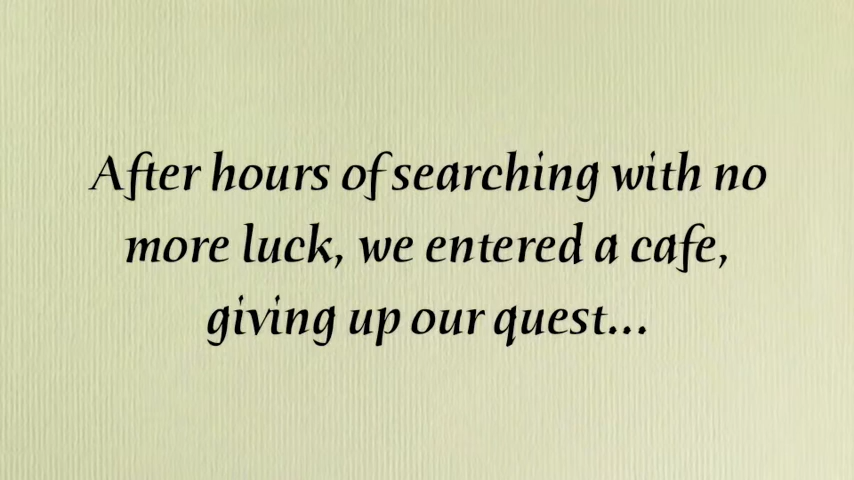 After hours of searching with no
more luck, we entered a cafe,
giving up our quest...